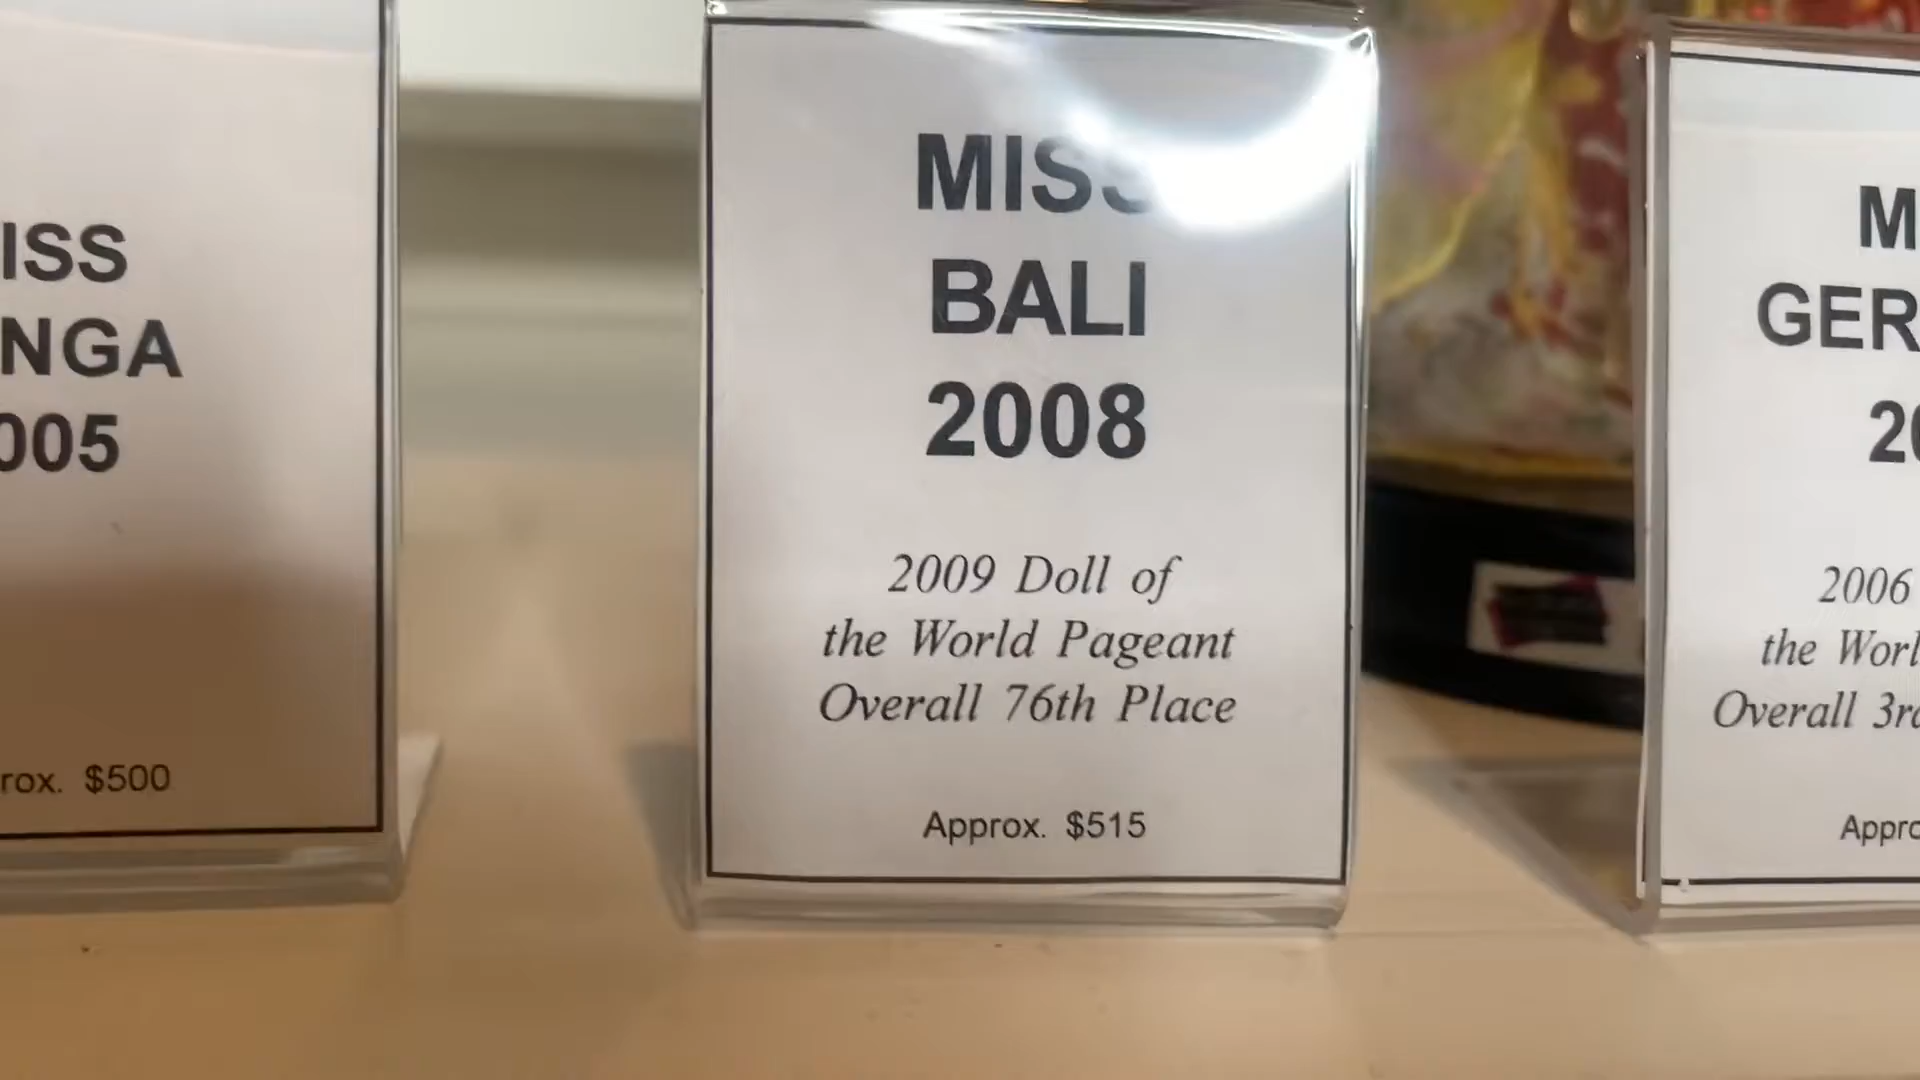 ISS
NGA
005
rox. $500
MISS
BALI
2008
2009 Doll of
the World Pageant
Overall 76th Place
Approx. $515
M
GER
20
2006
the Worl
Overall 3rd
Appro